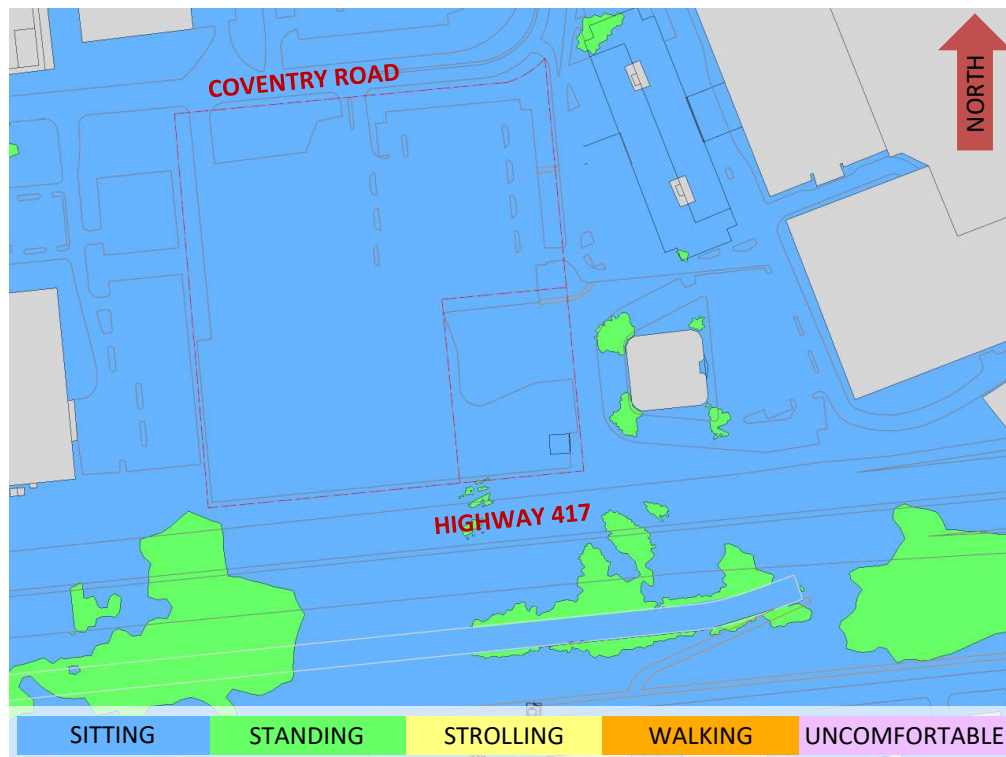 COVENTRY ROAD
NORTH
HIGHWAY 417
SITTING STANDING STROLLING WALKING UNCOMFORTABLE